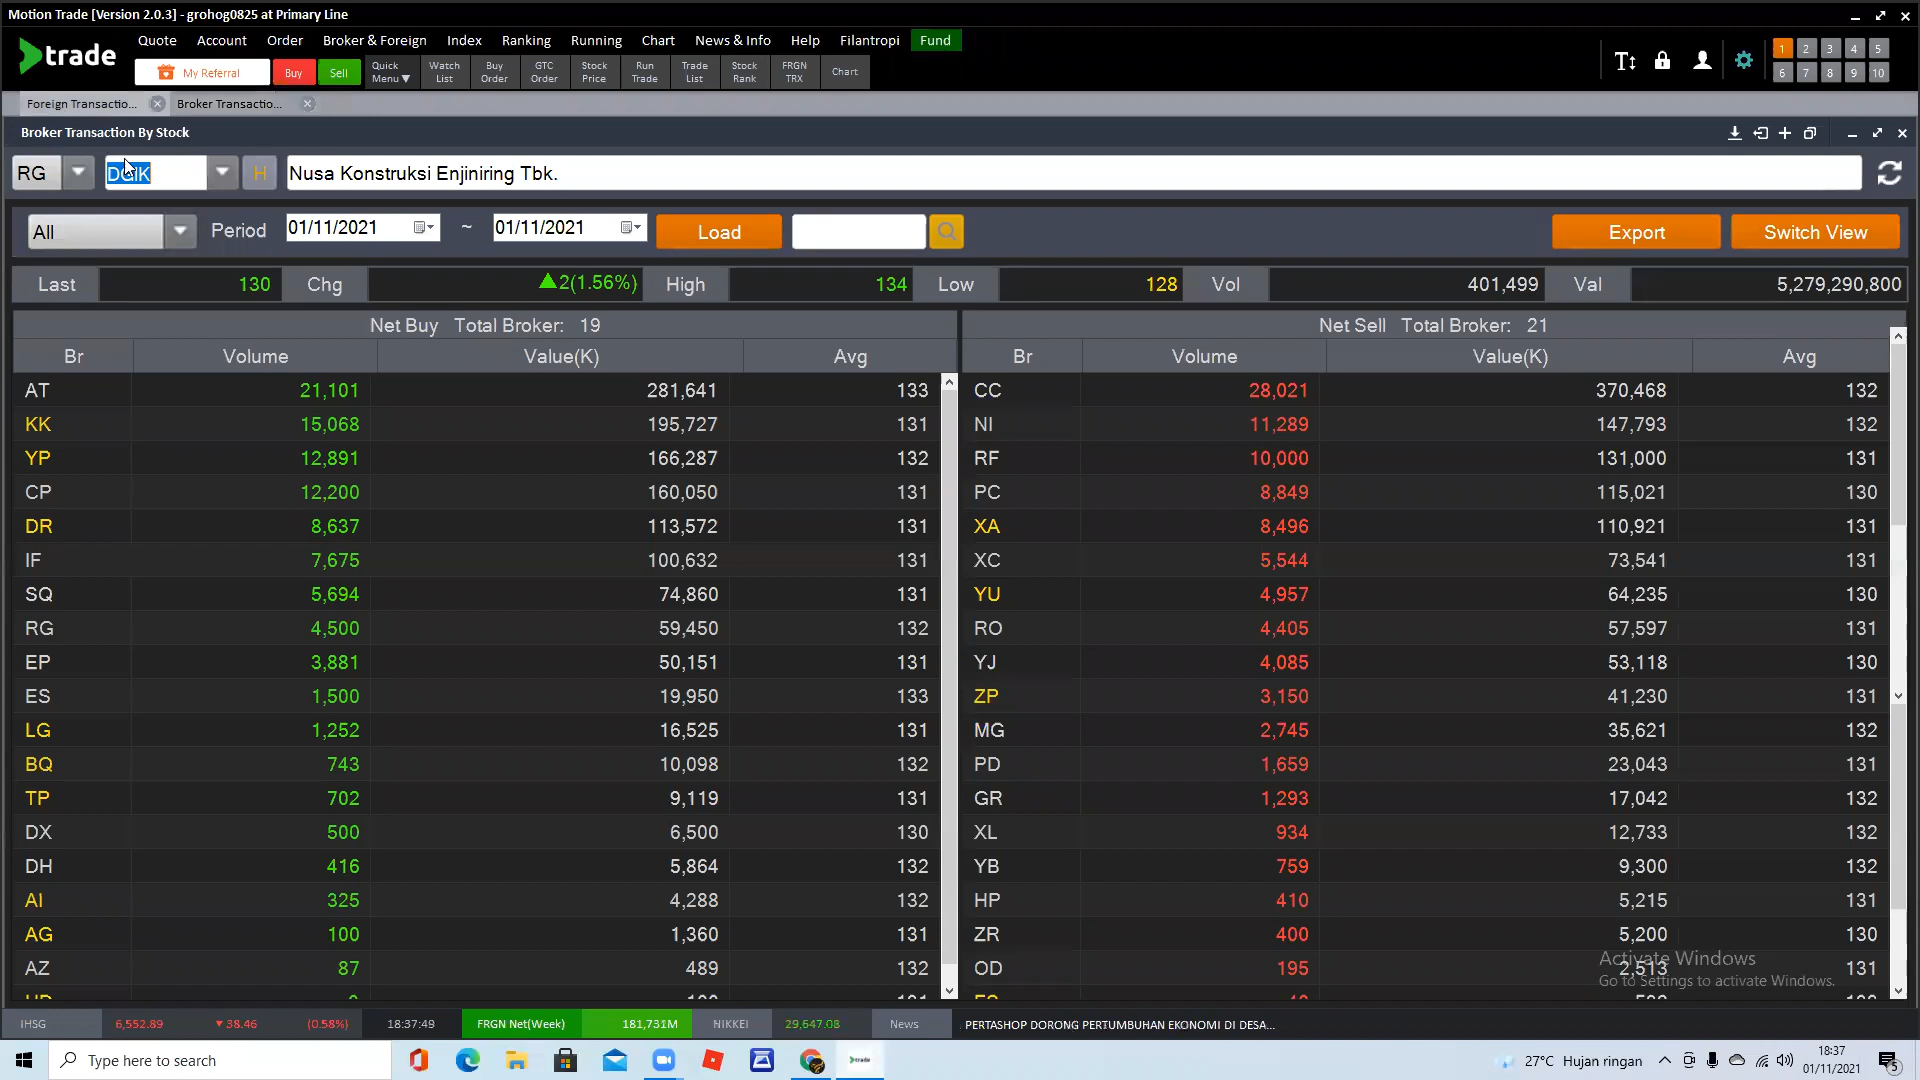 Motion Trade [Version 2.0.3] - grohog0825 at Primary Line
trade
Quote Account Order Broker & Foreign Index Ranking Running Chart News & Info Help Filantropi Fund
My Referral Buy Sell Quick Menu▼ Watch List Buy Order GTC Order Stock Price Run Trade Trade List Stock Rank FRGN TRX Chart
1 2 3 4 5
6 7 8 9 10
Foreign Transactio... Broker Transactio...
Broker Transaction By Stock
RG DGIK H Nusa Konstruksi Enjiniring Tbk.
All Period 01/11/2021 ~ 01/11/2021 Load Export Switch View
Last 130 Chg ▲2(1.56%) High 134 Low 128 Vol 401,499 Val 5,279,290,800
Net Buy Total Broker: 19 Net Sell Total Broker: 21
Br Volume Value(K) Avg Br Volume Value(K) Avg
AT 21,101 281,641 133 CC 28,021 370,468 132
KK 15,068 195,727 131 NI 11,289 147,793 132
YP 12,891 166,287 132 RF 10,000 131,000 131
CP 12,200 160,050 131 PC 8,849 115,021 130
DR 8,637 113,572 131 XA 8,496 110,921 131
IF 7,675 100,632 131 XC 5,544 73,541 131
SQ 5,694 74,860 131 YU 4,957 64,235 130
RG 4,500 59,450 132 RO 4,405 57,597 131
EP 3,881 50,151 131 YJ 4,085 53,118 130
ES 1,500 19,950 133 ZP 3,150 41,230 131
LG 1,252 16,525 131 MG 2,745 35,621 132
BQ 743 10,098 132 PD 1,659 23,043 131
TP 702 9,119 131 GR 1,293 17,042 132
DX 500 6,500 130 XL 934 12,733 132
DH 416 5,864 132 YB 759 9,300 132
AI 325 4,288 132 HP 410 5,215 131
AG 100 1,360 131 ZR 400 5,200 130
AZ 87 489 132 OD 195 2,513 131
Activate Windows
Go to Settings to activate Windows.
IHSG 6,552.89 ▼38.46 (0.58%) 18:37:49 FRGN Net(Week) 181,731M NIKKEI 29,647.08 News . PERTASHOP DORONG PERTUMBUHAN EKONOMI DI DESA...
Type here to search trade 27°C Hujan ringan 18:37
01/11/2021 5